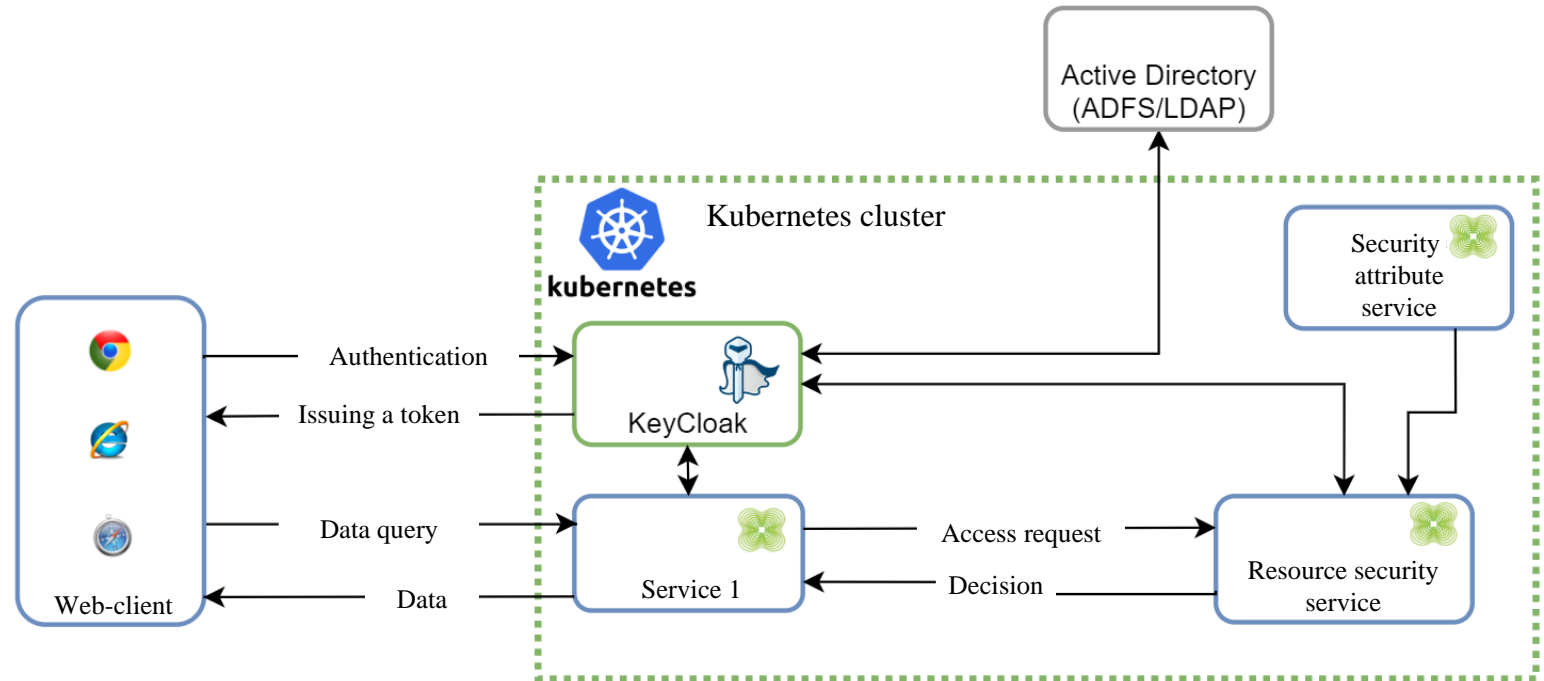 Active Directory
(ADFS/LDAP)
Kubernetes cluster
kubernetes
Security
attribute
service
Authentication
Issuing a token
KeyCloak
Data query
Access request
Service 1
Decision
Resource security
service
Web-client
Data